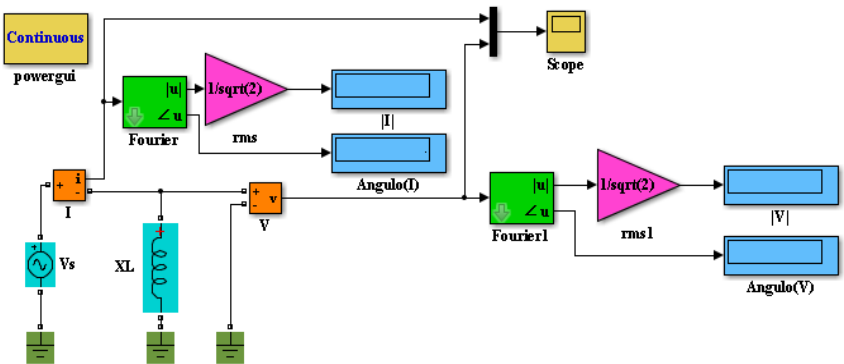 Continuous
powergui
|u|
∠u
Fourier
1/sqrt(2)
rms
|I|
Angulo(I)
Scope
+
i
-
I
+
-
v
V
+
Vs
XL
+
|u|
∠u
Fourier1
1/sqrt(2)
rms1
|V|
Angulo(V)